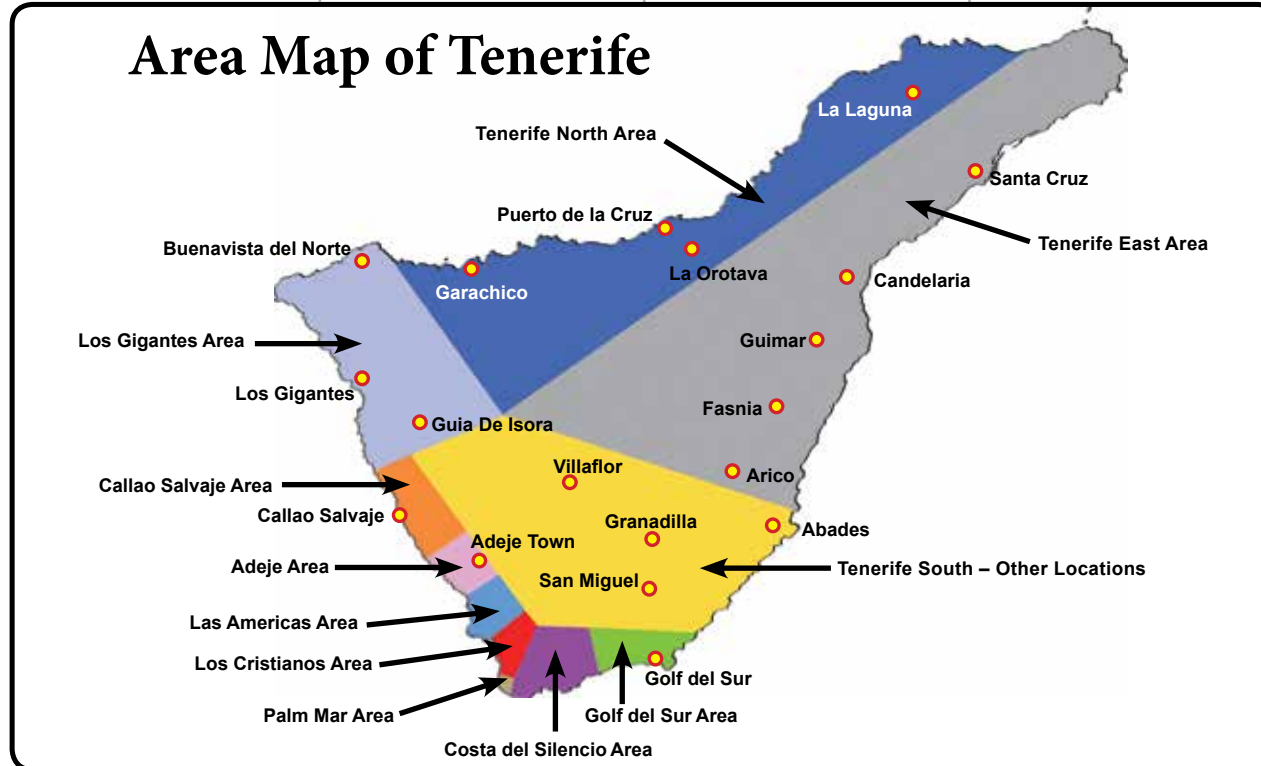 Area Map of Tenerife
La Laguna
Tenerife North Area
Santa Cruz
Puerto de la Cruz
Buenavista del Norte
Tenerife East Area
La Orotava
Candelaria
Garachico
Los Gigantes Area
Guimar
Los Gigantes
Fasnia
Guia De Isora
Villaflor
Arico
Callao Salvaje Area
Callao Salvaje
Granadilla
Abades
Adeje Town
Adeje Area
San Miguel
Tenerife South – Other Locations
Las Americas Area
Los Cristianos Area
Golf del Sur
Palm Mar Area
Golf del Sur Area
Costa del Silencio Area